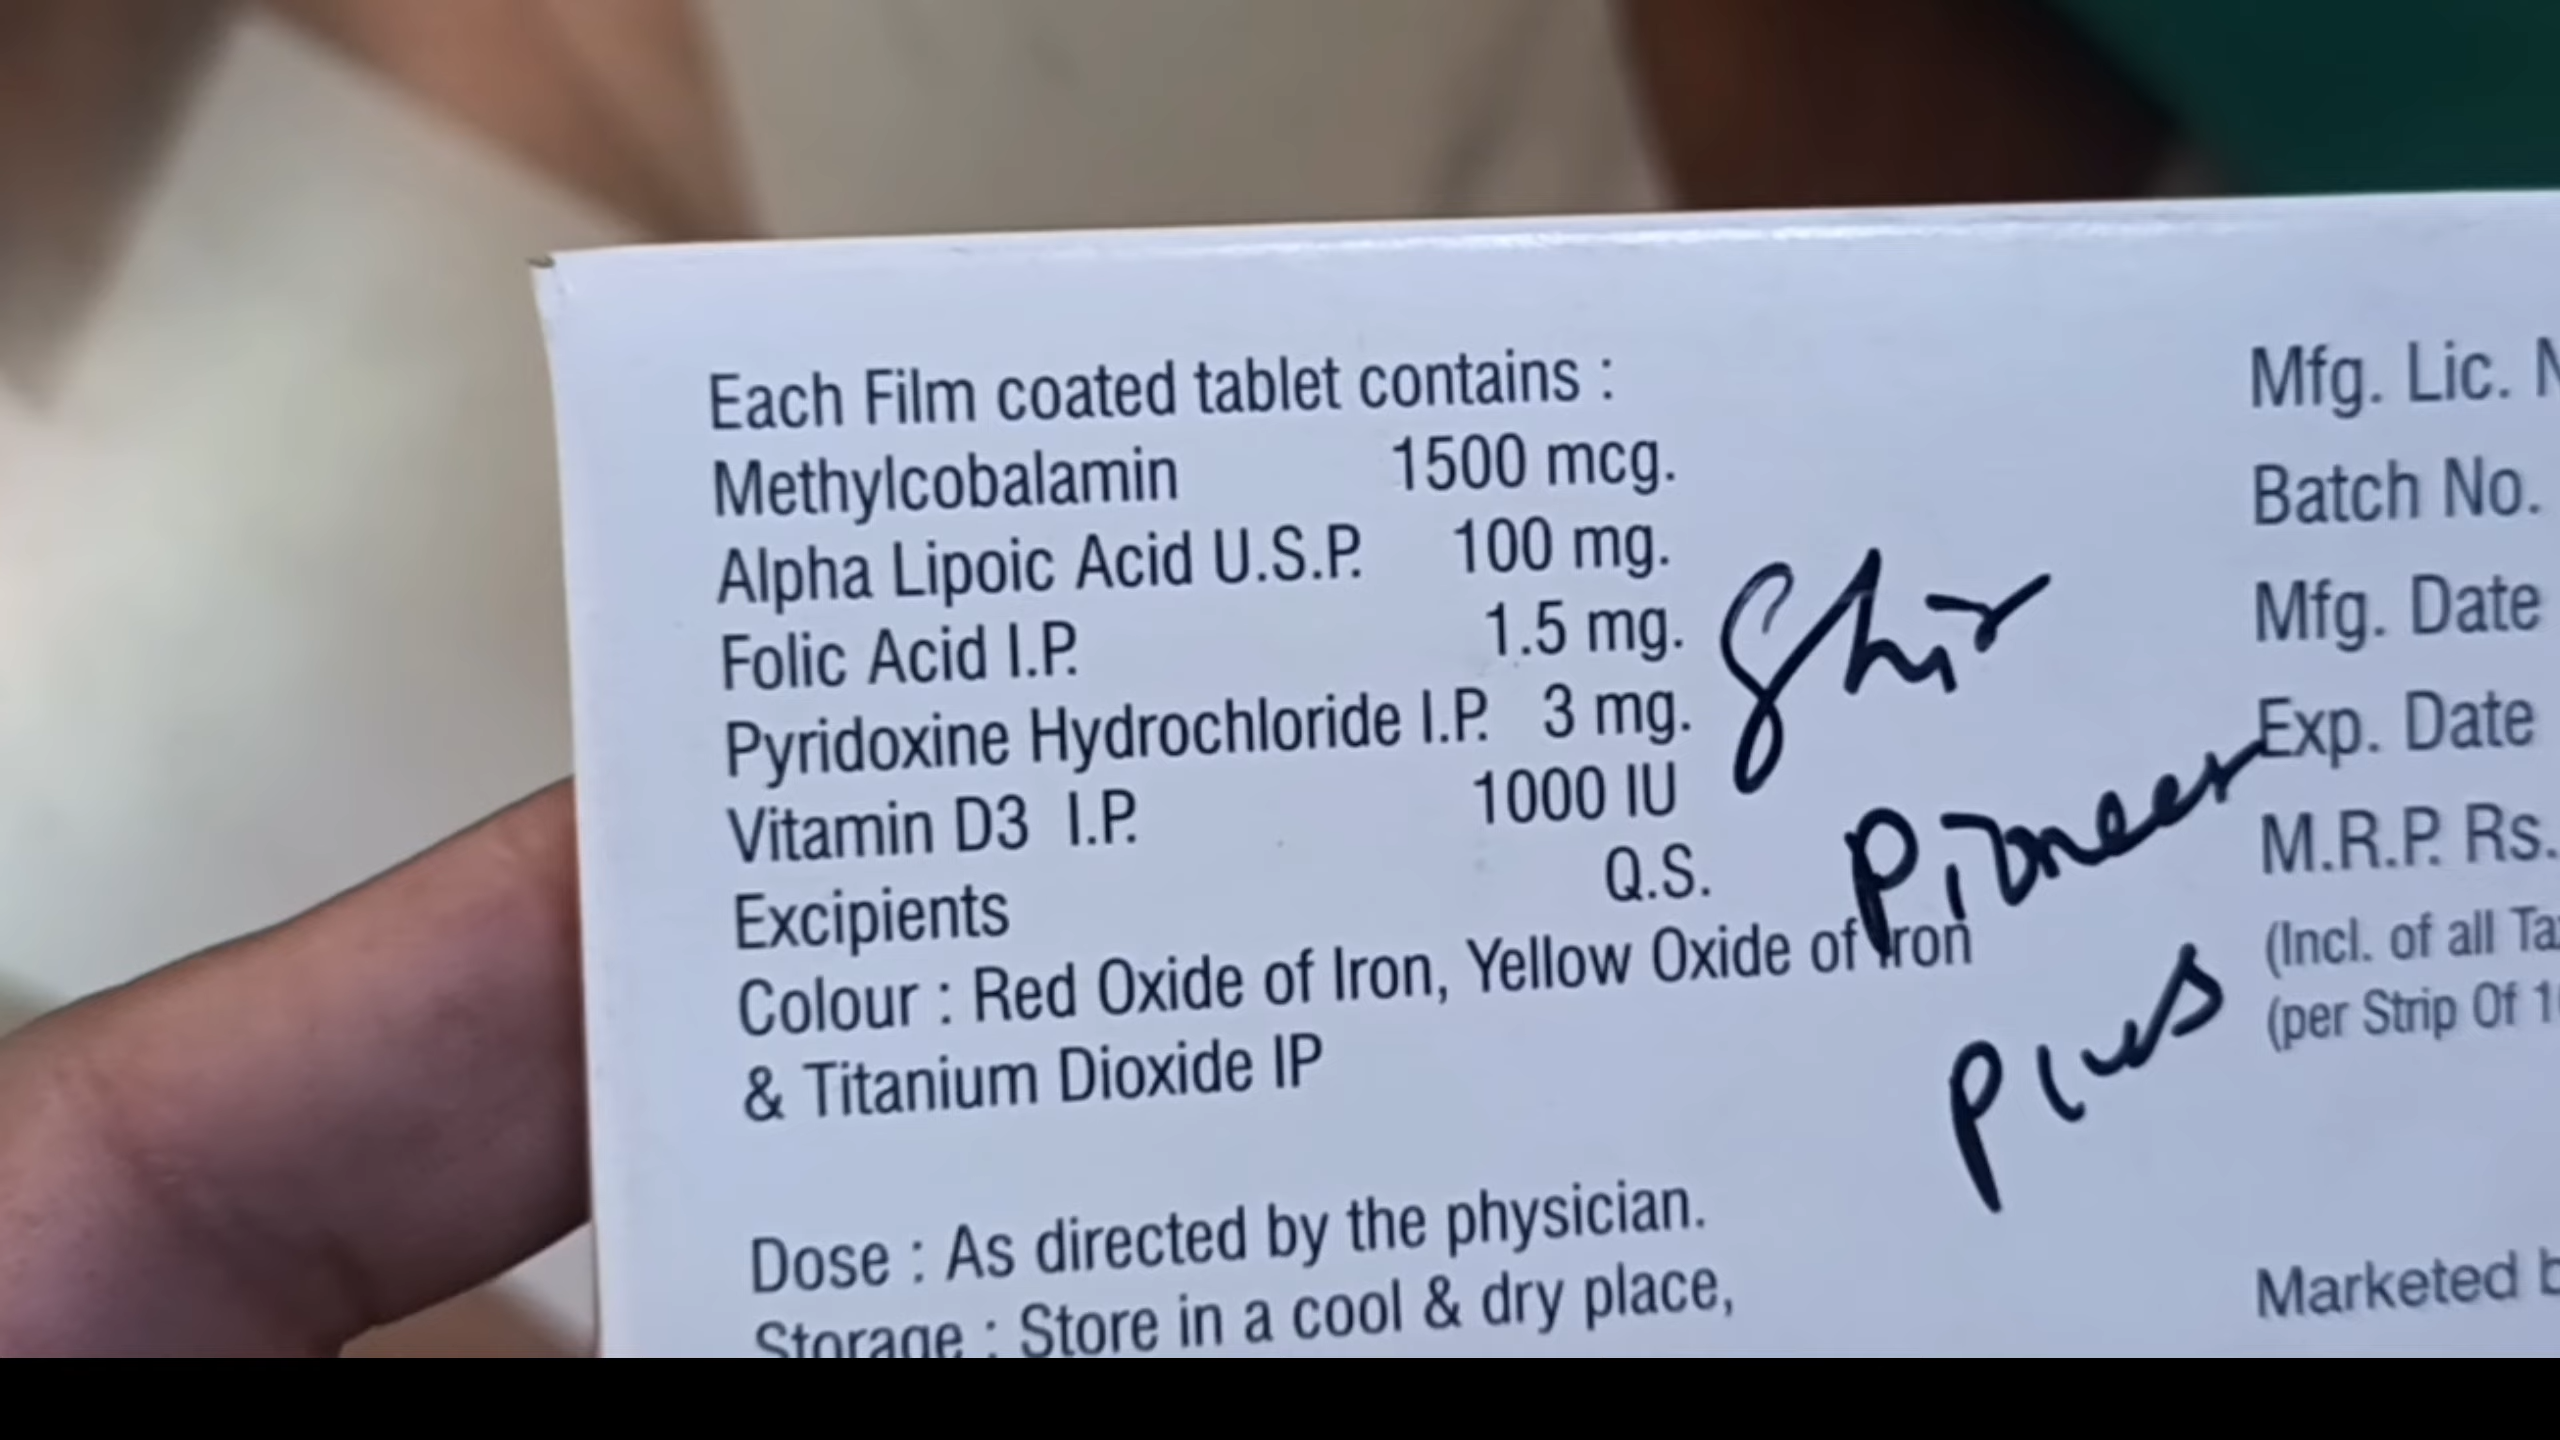 Each Film coated tablet contains :
Methylcobalamin 1500 mcg.
Alpha Lipoic Acid U.S.P. 100 mg.
Folic Acid I.P. 1.5 mg.
Pyridoxine Hydrochloride I.P. 3 mg.
Vitamin D3 I.P. 1000 IU
Excipients Q.S.
Colour : Red Oxide of Iron, Yellow Oxide of Iron
& Titanium Dioxide IP
Dose : As directed by the physician.
Storage : Store in a cool & dry place,
Pioneer
Plus
Mfg. Lic.
Batch No.
Mfg. Date
Exp. Date
M.R.P. Rs.
(Incl. of all
(per Strip Of
Marketed